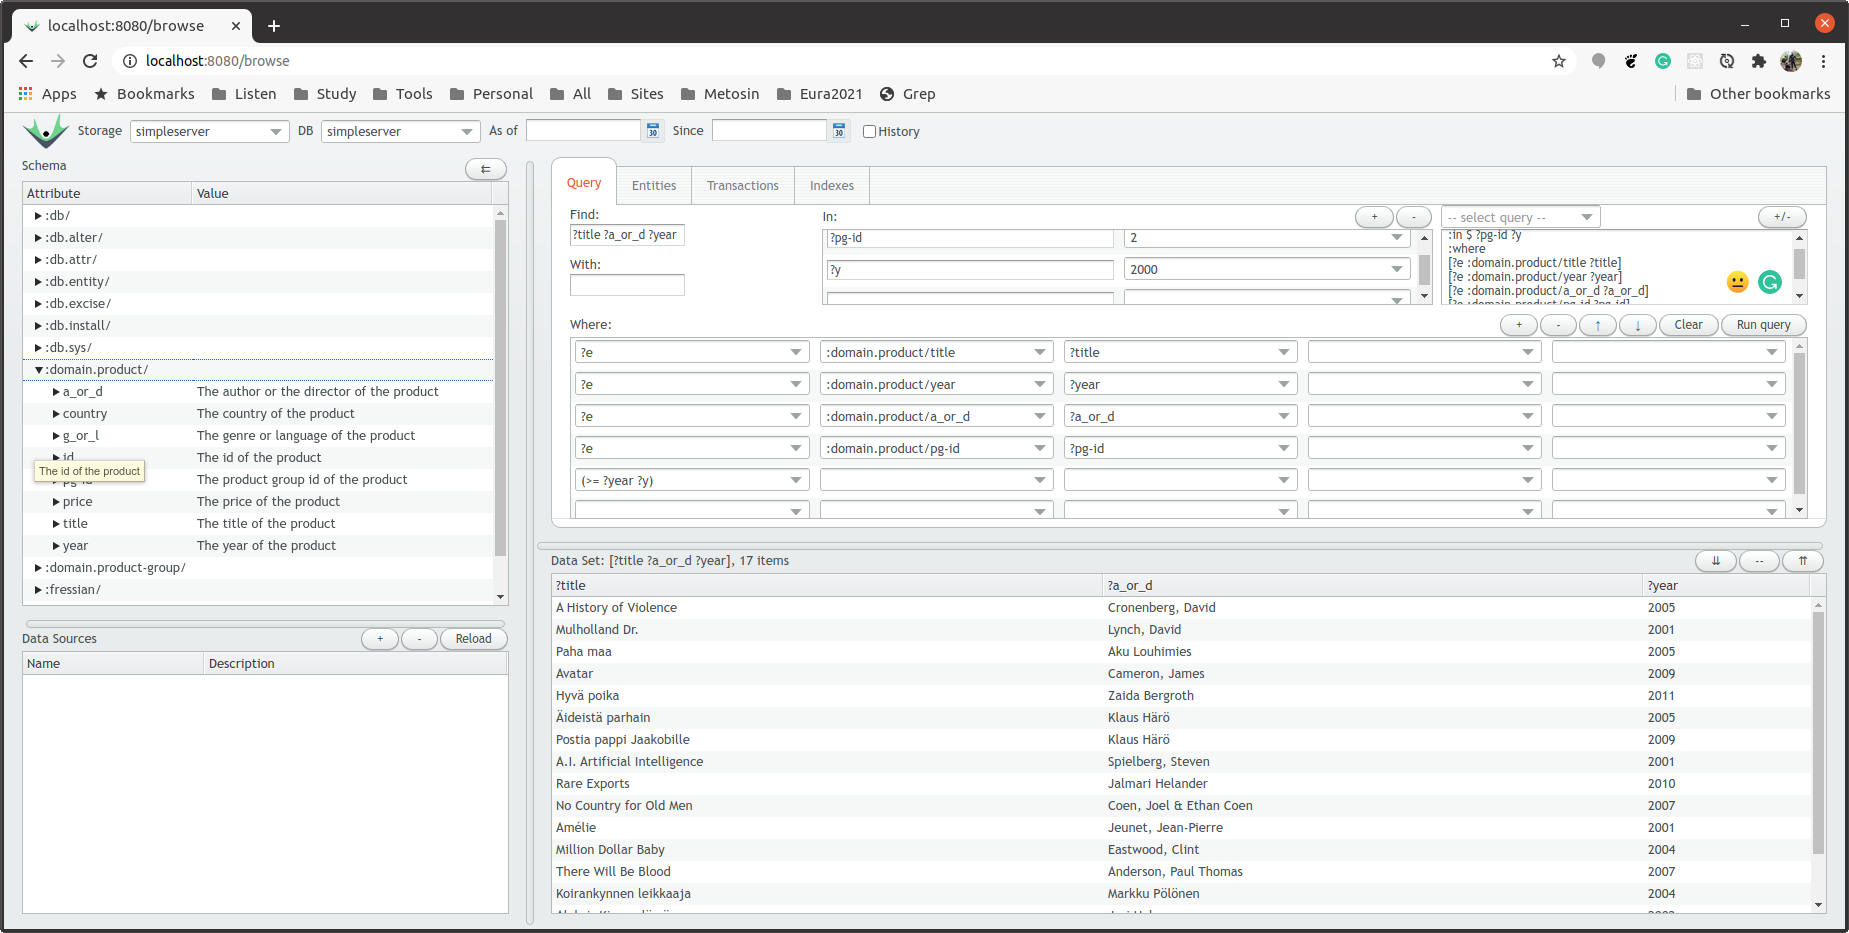 localhost:8080/browse
localhost:8080/browse
Apps Bookmarks Listen Study Tools Personal All Sites Metosin Eura2021 Grep Other bookmarks
Storage simpleserver DB simpleserver As of 30 Since 30 History
Schema
Attribute Value
:db/
:db.alter/
:db.attr/
:db.entity/
:db.excise/
:db.install/
:db.sys/
:domain.product/
a_or_d The author or the director of the product
country The country of the product
g_or_l The genre or language of the product
id The id of the product
The id of the product
pg-id The product group id of the product
price The price of the product
title The title of the product
year The year of the product
:domain.product-group/
:fressian/
Data Sources + - Reload
Name Description
Query Entities Transactions Indexes
Find:
?title ?a_or_d ?year
With:
In: + -
?pg-id 2
?y 2000
-- select query -- +/-
:in $ ?pg-id ?y
:where
[?e :domain.product/title ?title]
[?e :domain.product/year ?year]
[?e :domain.product/a_or_d ?a_or_d]
[?e :domain.product/pg-id ?pg-id]
Where: + - ↑ ↓ Clear Run query
?e :domain.product/title ?title
?e :domain.product/year ?year
?e :domain.product/a_or_d ?a_or_d
?e :domain.product/pg-id ?pg-id
(>= ?year ?y)
Data Set: [?title ?a_or_d ?year], 17 items -- 
?title ?a_or_d ?year
A History of Violence Cronenberg, David 2005
Mulholland Dr. Lynch, David 2001
Paha maa Aku Louhimies 2005
Avatar Cameron, James 2009
Hyvä poika Zaida Bergroth 2011
Äideistä parhain Klaus Härö 2005
Postia pappi Jaakobille Klaus Härö 2009
A.I. Artificial Intelligence Spielberg, Steven 2001
Rare Exports Jalmari Helander 2010
No Country for Old Men Coen, Joel & Ethan Coen 2007
Amélie Jeunet, Jean-Pierre 2001
Million Dollar Baby Eastwood, Clint 2004
There Will Be Blood Anderson, Paul Thomas 2007
Koirankynnen leikkaaja Markku Pölönen 2004